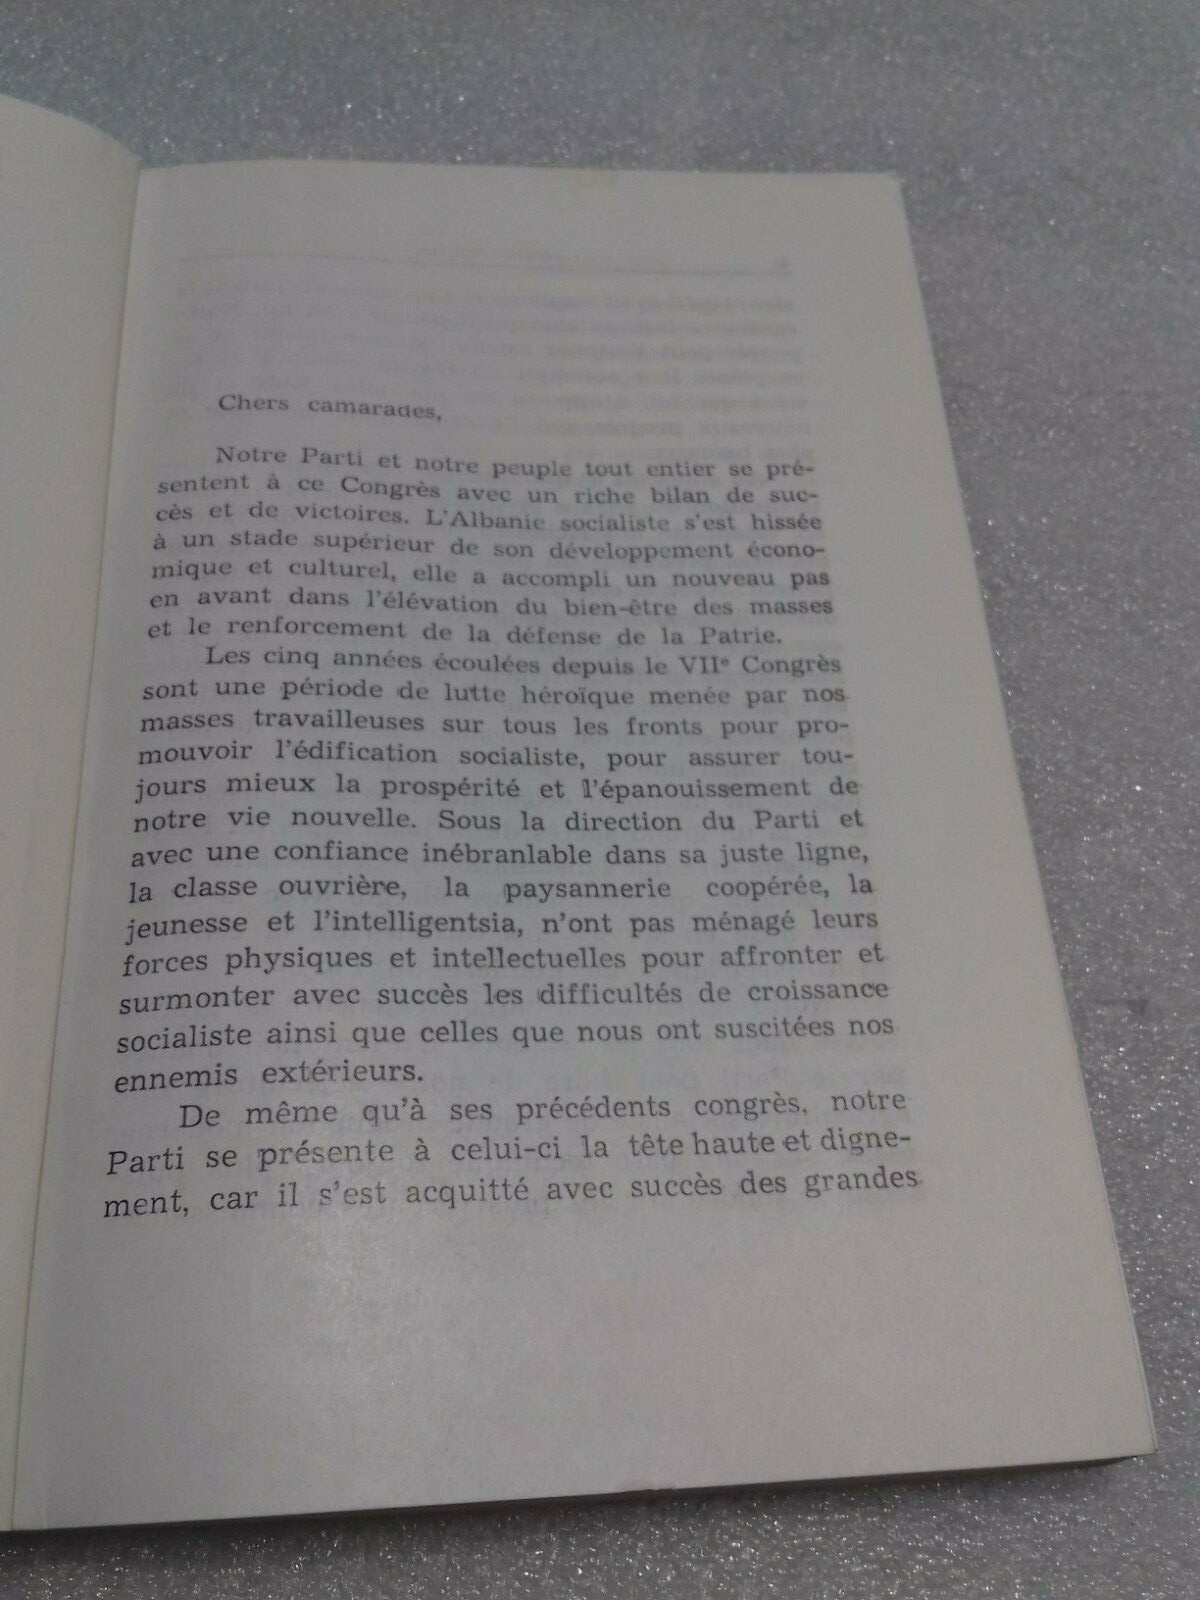 Chers camarades,
Notre Parti et notre peuple tout entier se pré-
sentent à ce Congrès avec un riche bilan de suc-
cès et de victoires. L'Albanie socialiste s'est hissée
à un stade supérieur de son développement écono-
mique et culturel, elle a accompli un nouveau pas
en avant dans l'élévation du bien-être des masses
et le renforcement de la défense de la Patrie.
Les cinq années écoulées depuis le VIIe Congrès
sont une période de lutte héroïque menée par nos
masses travailleuses sur tous les fronts pour pro-
mouvoir l'édification socialiste, pour assurer tou-
jours mieux la prospérité et l'épanouissement de
notre vie nouvelle. Sous la direction du Parti et
avec une confiance inébranlable dans sa juste ligne,
la classe ouvrière, la paysannerie coopérée, la
jeunesse et l'intelligentsia, n'ont pas ménagé leurs
forces physiques et intellectuelles pour affronter et
surmonter avec succès les difficultés de croissance
socialiste ainsi que celles que nous ont suscitées nos
ennemis extérieurs.
De même qu'à ses précédents congrès, notre
Parti se présente à celui-ci la tête haute et digne-
ment, car il s'est acquitté avec succès des grandes